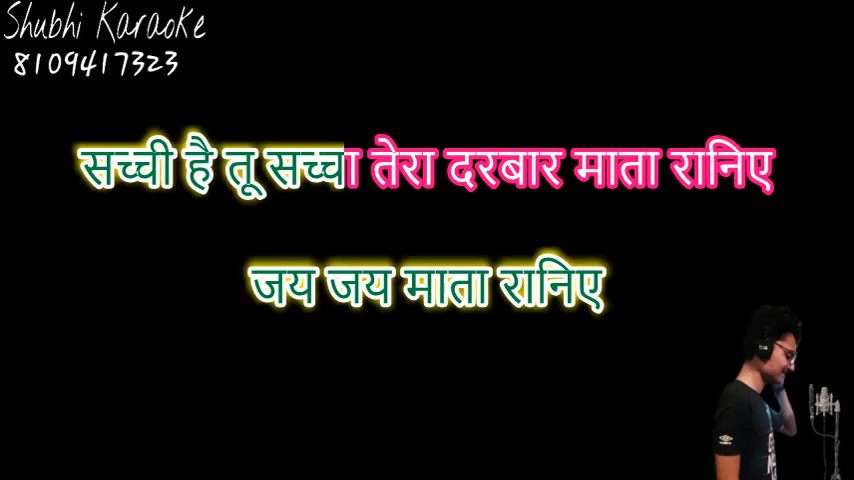 Shubhi Karaoke
8109417323
सच्ची है तू सच्चा तेरा दरबार माता रानिए
जय जय माता रानिए